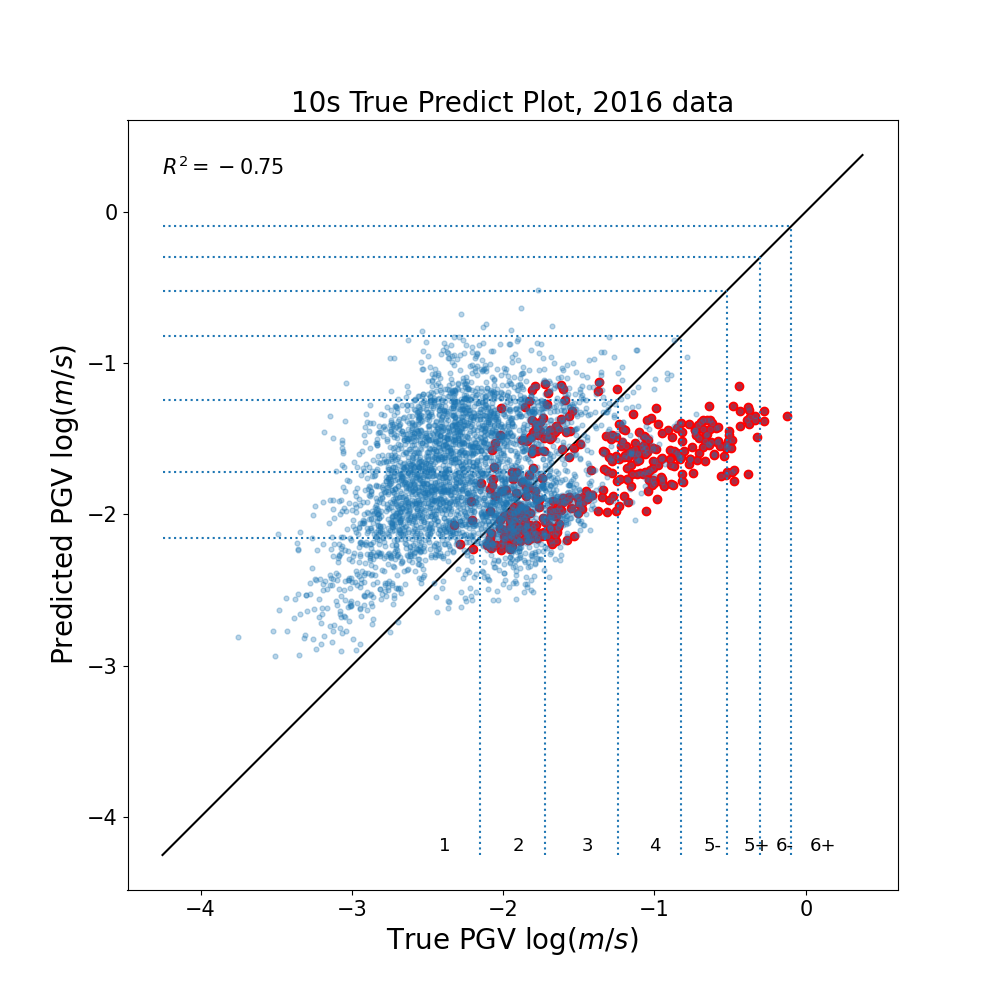 10s True Predict Plot, 2016 data
R² = −0.75
Predicted PGV log(m/s)
0
−1
−2
−3
−4
1 2 3 4 5- 5+ 6- 6+
−4 −3 −2 −1 0
True PGV log(m/s)